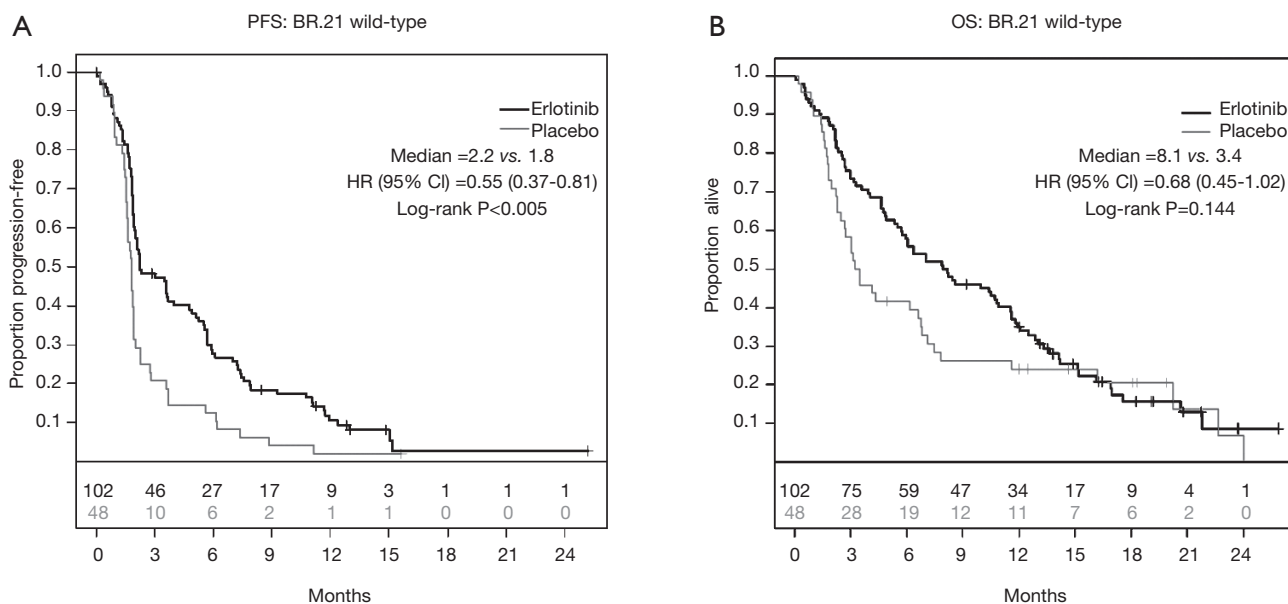 A
PFS: BR.21 wild-type
Proportion progression-free
1.0
0.9
0.8
0.7
0.6
0.5
0.4
0.3
0.2
0.1
Erlotinib
Placebo
Median =2.2 vs. 1.8
HR (95% CI) =0.55 (0.37-0.81)
Log-rank P<0.005
102 46 27 17 9 3 1 1 1
48 10 6 2 1 1 0 0 0
0 3 6 9 12 15 18 21 24
Months
B
OS: BR.21 wild-type
Proportion alive
1.0
0.9
0.8
0.7
0.6
0.5
0.4
0.3
0.2
0.1
Erlotinib
Placebo
Median =8.1 vs. 3.4
HR (95% CI) =0.68 (0.45-1.02)
Log-rank P=0.144
102 75 59 47 34 17 9 4 1
48 28 19 12 11 7 6 2 0
0 3 6 9 12 15 18 21 24
Months